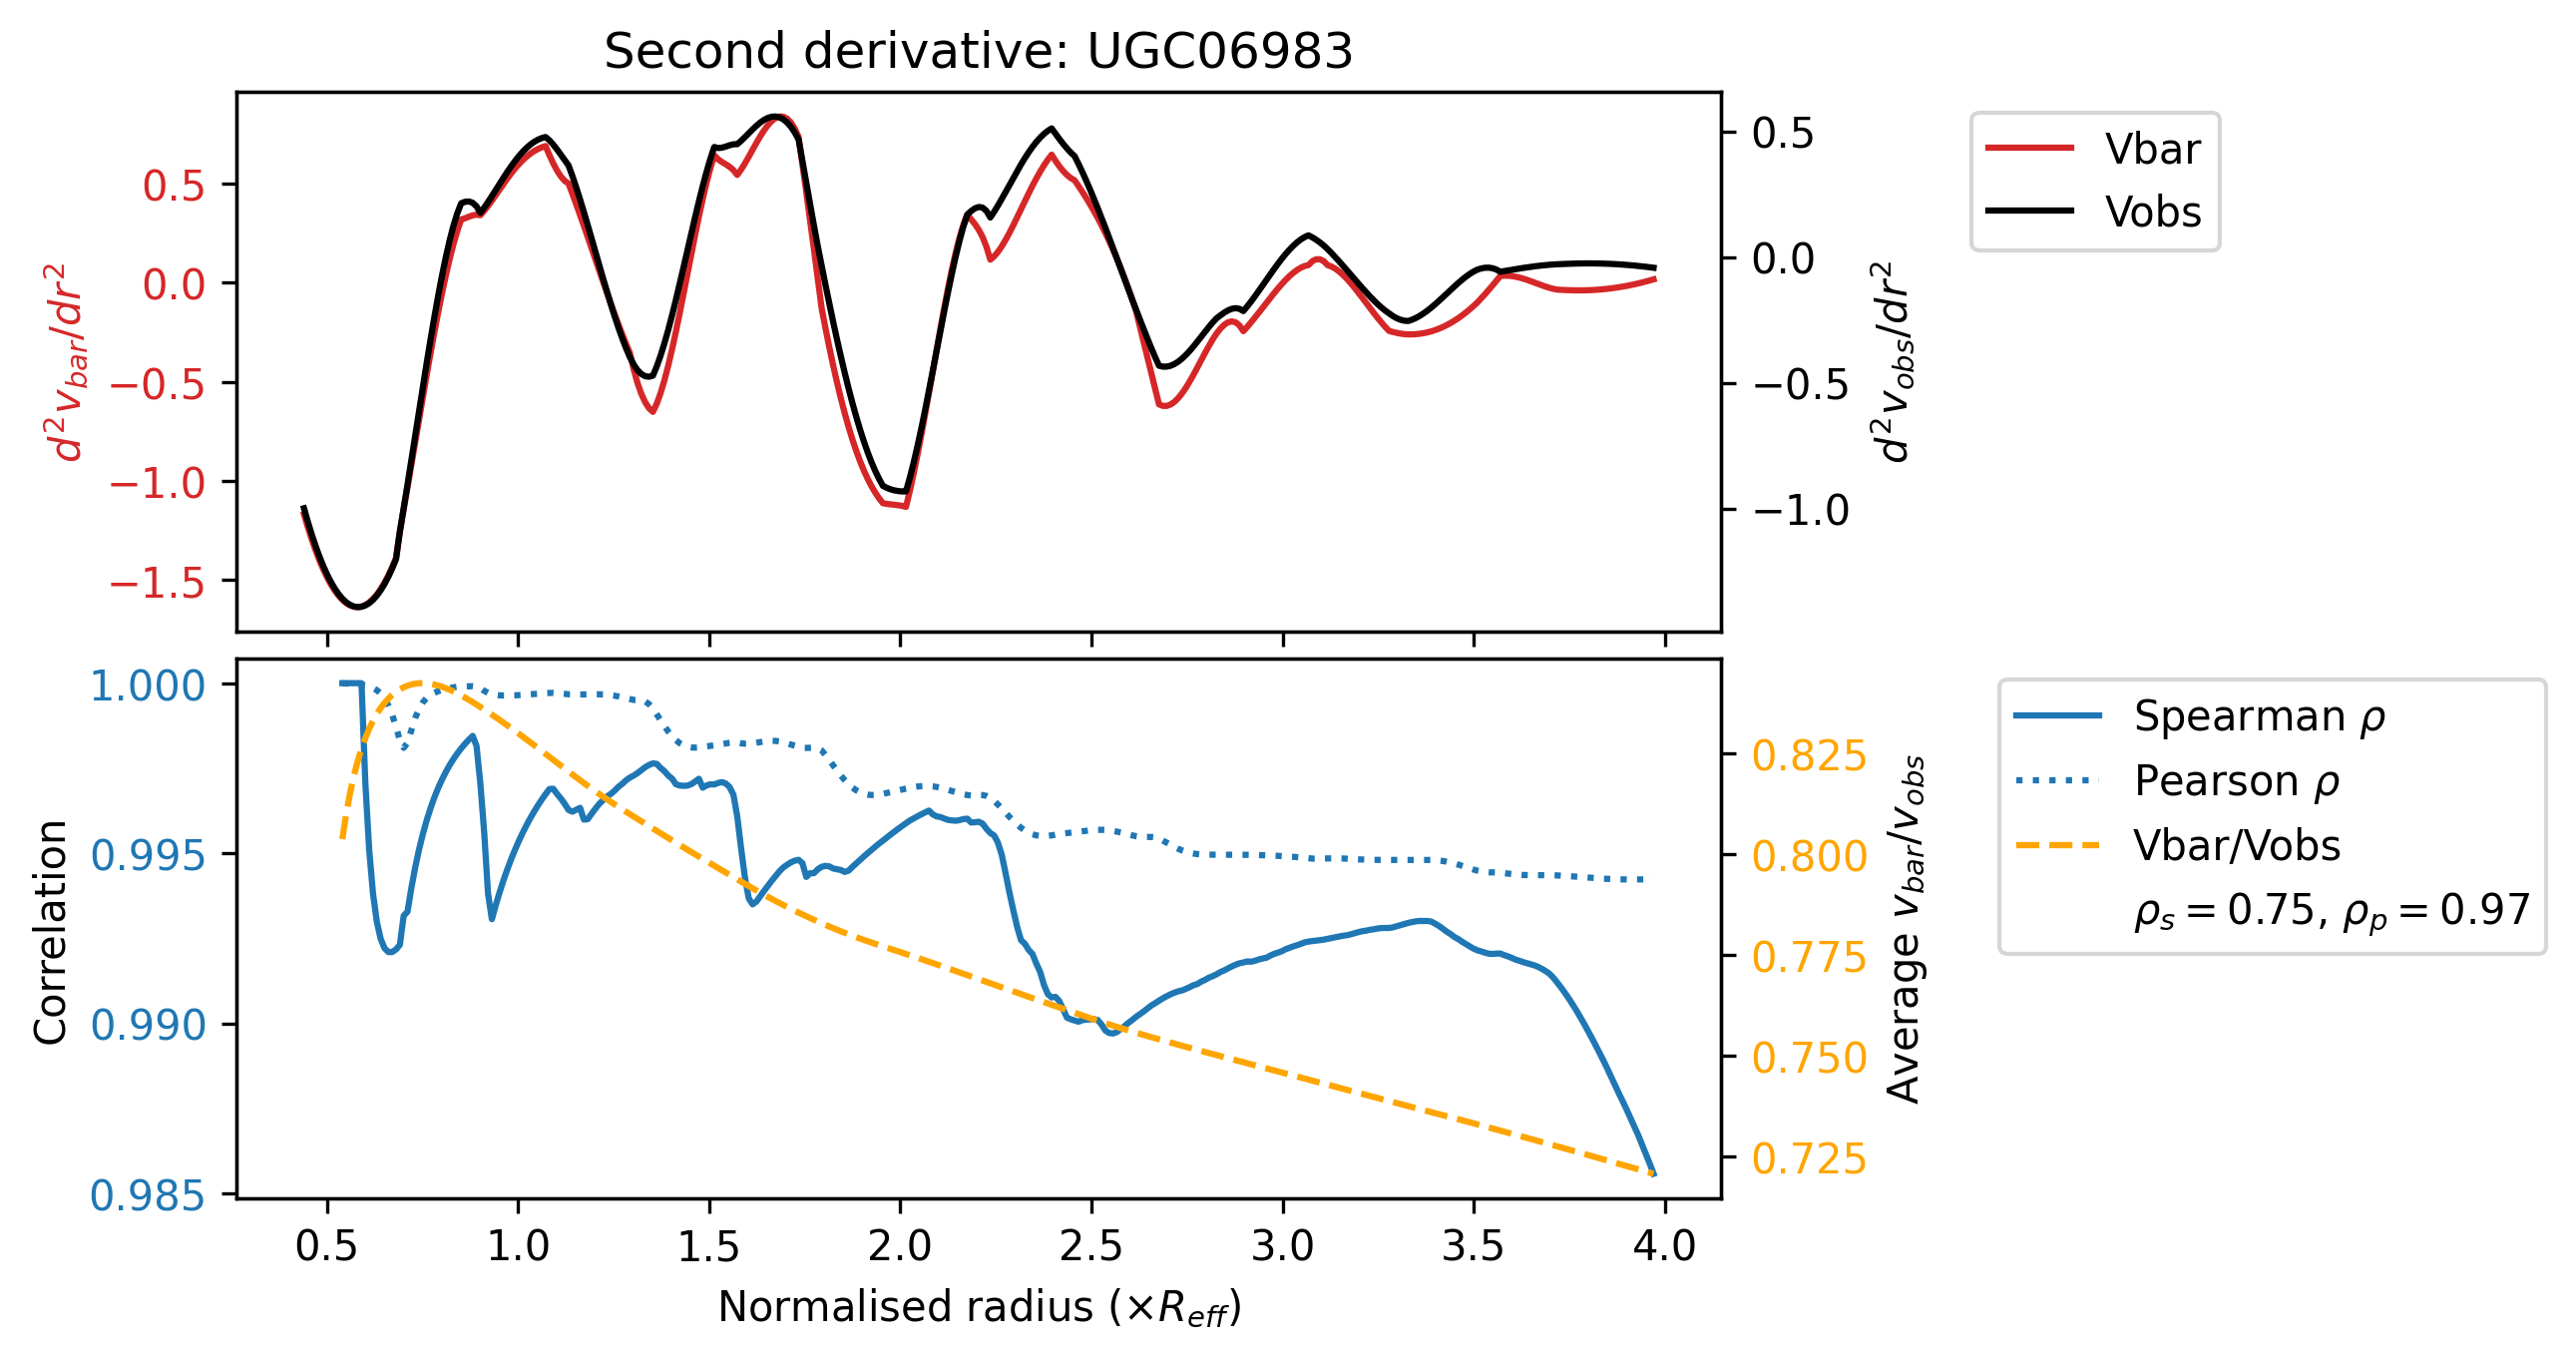 Second derivative: UGC06983
0.5
0.0
−0.5
−1.0
−1.5
d²v_bar/dr²
0.5
0.0
−0.5
−1.0
d²v_obs/dr²
Vbar
Vobs
1.000
0.995
0.990
0.985
Correlation
0.825
0.800
0.775
0.750
0.725
Average v_bar/v_obs
Spearman ρ
Pearson ρ
Vbar/Vobs
ρ_s = 0.75, ρ_p = 0.97
0.5 1.0 1.5 2.0 2.5 3.0 3.5 4.0
Normalised radius (×R_eff)